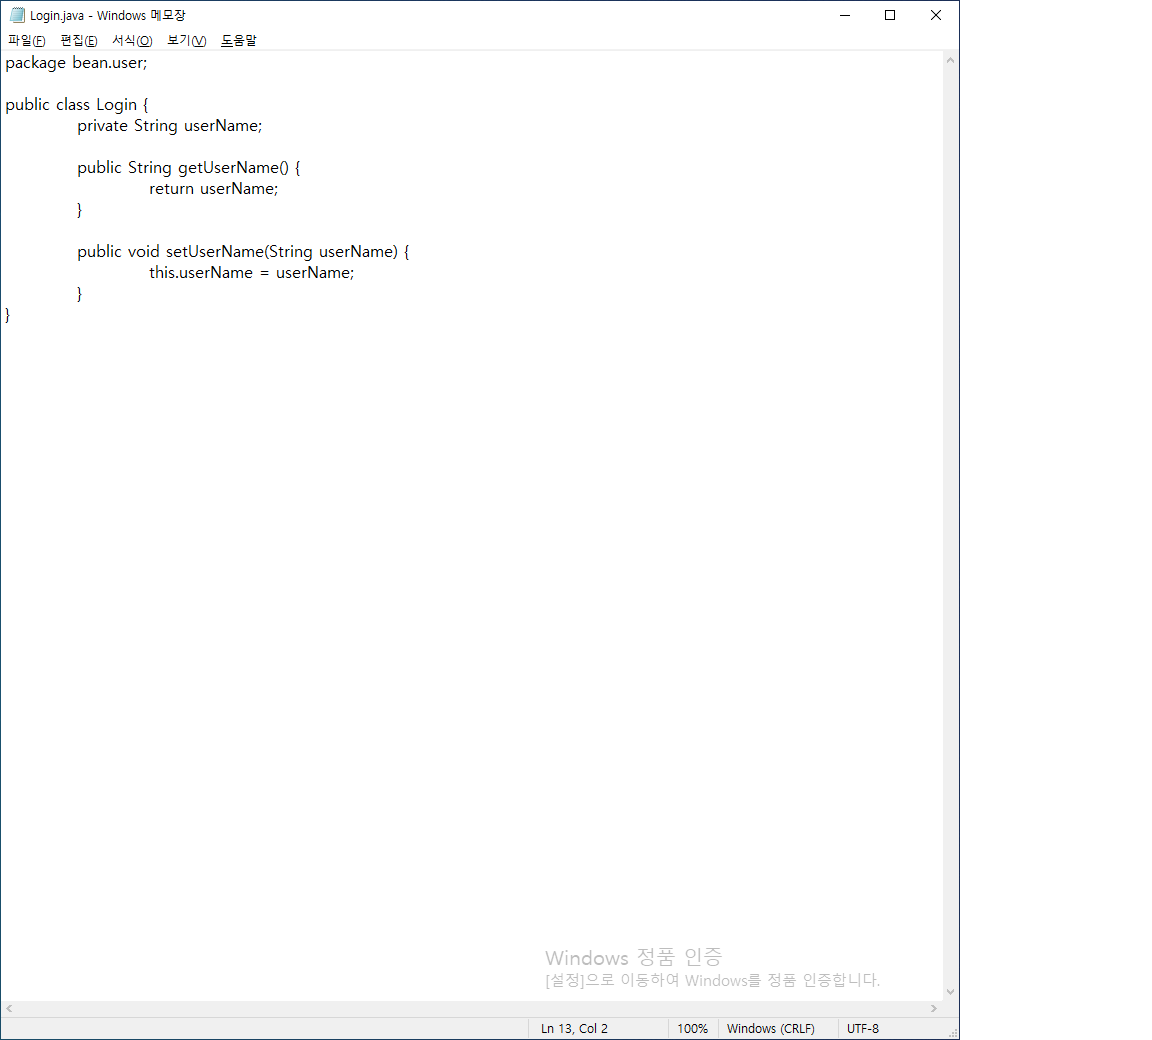 Login.java - Windows 메모장
파일(F) 편집(E) 서식(O) 보기(V) 도움말
package bean.user;
public class Login {
private String userName;
public String getUserName() {
return userName;
}
public void setUserName(String userName) {
this.userName = userName;
}
}
Windows 정품 인증
[설정]으로 이동하여 Windows를 정품 인증합니다.
Ln 13, Col 2 100% Windows (CRLF) UTF-8